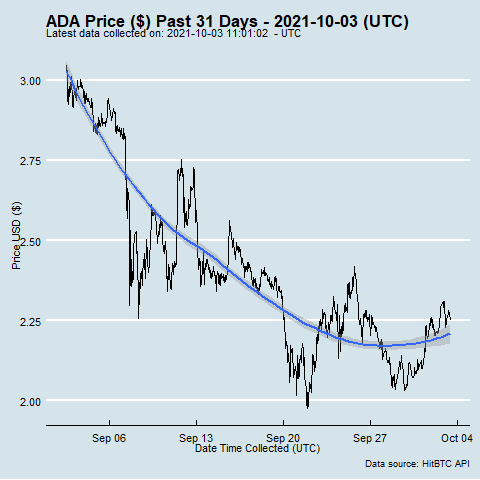 ADA Price ($) Past 31 Days - 2021-10-03 (UTC)
Latest data collected on: 2021-10-03 11:01:02 - UTC
3.00
2.75
2.50
2.25
2.00
Price USD ($)
Sep 06
Sep 13
Sep 20
Sep 27
Oct 04
Date Time Collected (UTC)
Data source: HitBTC API